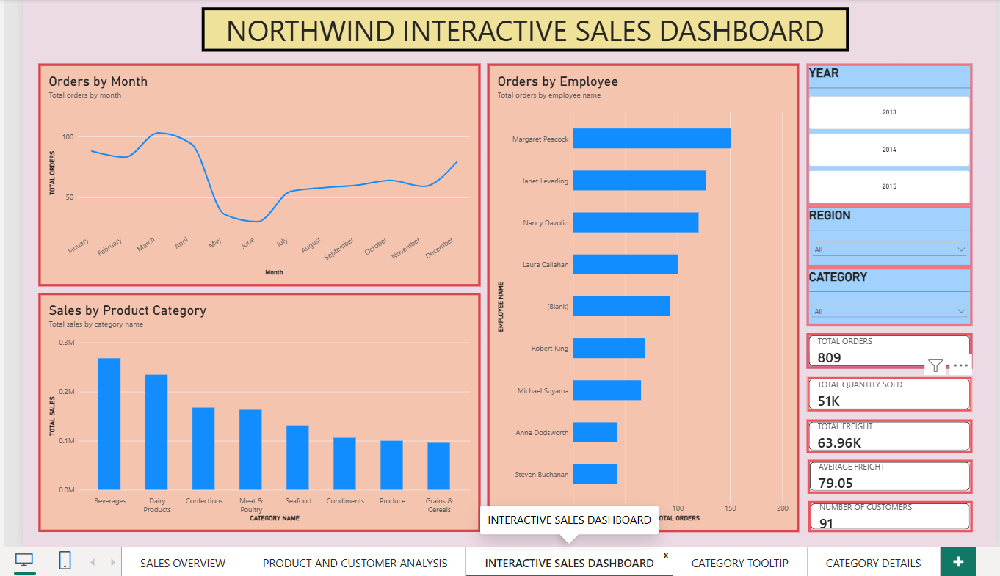 NORTHWIND INTERACTIVE SALES DASHBOARD
Orders by Month
Total orders by month
100
50
TOTAL ORDERS
January
February
March
April
May
June
July
August
September
October
November
December
Month
Sales by Product Category
Total sales by category name
0.3M
0.2M
0.1M
0.0M
TOTAL SALES
Beverages
Dairy
Products
Confections
Meat &
Poultry
Seafood
Condiments
Produce
Grains &
Cereals
CATEGORY NAME
Orders by Employee
Total orders by employee name
EMPLOYEE NAME
Margaret Peacock
Janet Leverling
Nancy Davolio
Laura Callahan
(Blank)
Robert King
Michael Suyama
Anne Dodsworth
Steven Buchanan
100
150
200
OTAL ORDERS
YEAR
2013
2014
2015
REGION
All
CATEGORY
All
TOTAL ORDERS
809
TOTAL QUANTITY SOLD
51K
TOTAL FREIGHT
63.96K
AVERAGE FREIGHT
79.05
NUMBER OF CUSTOMERS
91
INTERACTIVE SALES DASHBOARD
SALES OVERVIEW
PRODUCT AND CUSTOMER ANALYSIS
INTERACTIVE SALES DASHBOARD
x
CATEGORY TOOLTIP
CATEGORY DETAILS
+